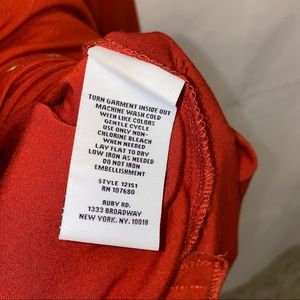 TURN GARMENT INSIDE OUT
MACHINE WASH COLD
WITH LIKE COLORS
GENTLE CYCLE
USE ONLY NON-
CHLORINE BLEACH
WHEN NEEDED
LAY FLAT TO DRY
LOW IRON AS NEEDED
DO NOT IRON
EMBELLISHMENT
STYLE 12151
RN 107680
RUBY RD.
1333 BROADWAY
NEW YORK, NY. 10018